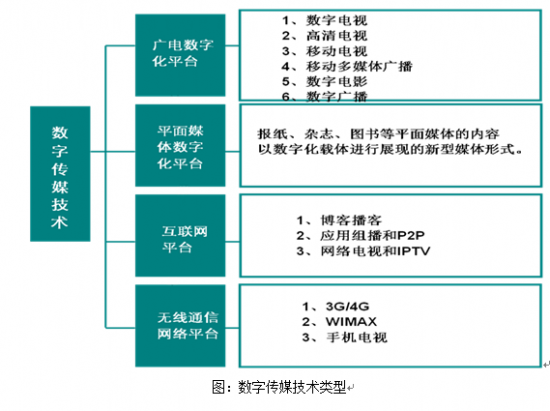 数字传媒技术
广电数字
化平台
1、数字电视
2、高清电视
3、移动电视
4、移动多媒体广播
5、数字电影
6、数字广播
平面媒
体数字
化平台
报纸、杂志、图书等平面媒体的内容
以数字化载体进行展现的新型媒体形式。
互联网
平台
1、博客播客
2、应用组播和P2P
3、网络电视和IPTV
无线通信
网络平台
1、3G/4G
2、WIMAX
3、手机电视
图：数字传媒技术类型